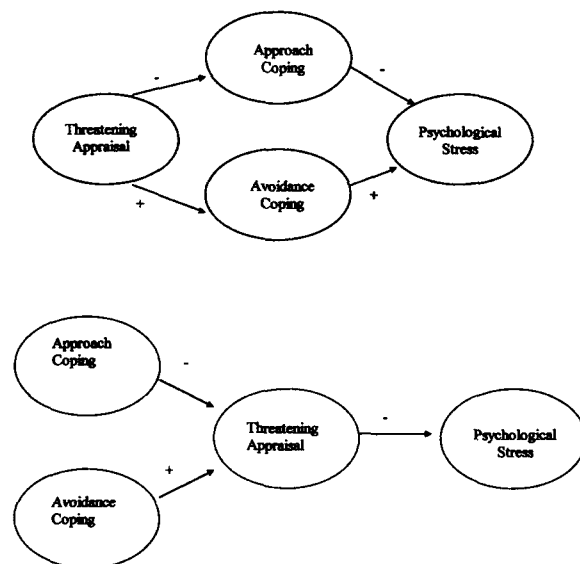 Approach
Coping
-
-
Threatening
Appraisal
Psychological
Stress
Avoidance
Coping
+
+
Approach
Coping
-
Threatening
Appraisal
-
Psychological
Stress
+
Avoidance
Coping